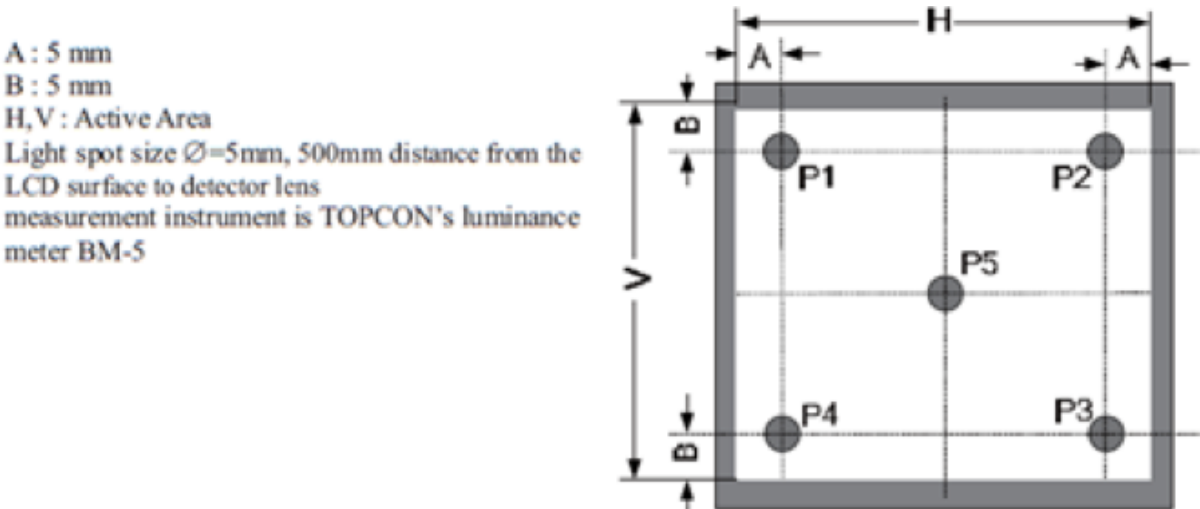 A : 5 mm
B : 5 mm
H,V : Active Area
Light spot size ∅=5mm, 500mm distance from the
LCD surface to detector lens
measurement instrument is TOPCON's luminance
meter BM-5
H
A
A
B
P1
P2
V
P5
P4
P3
B